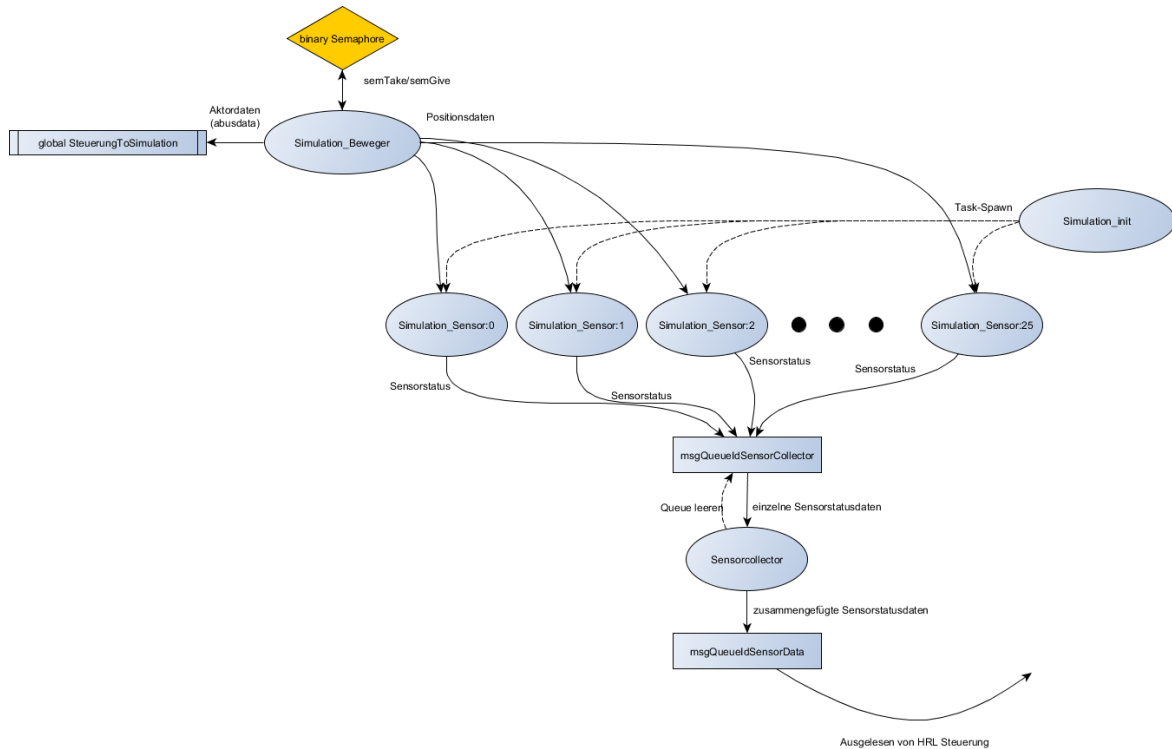 binary Semaphore
semTake/semGive
Aktordaten
(abusdata)
Positionsdaten
global SteuerungToSimulation
Simulation_Beweger
Task-Spawn
Simulation_init
Simulation_Sensor:0
Simulation_Sensor:1
Simulation_Sensor:2
Simulation_Sensor:25
Sensorstatus
Sensorstatus
Sensorstatus
Sensorstatus
msgQueueIdSensorCollector
Queue leeren
einzelne Sensorstatusdaten
Sensorcollector
zusammengefügte Sensorstatusdaten
msgQueueIdSensorData
Ausgelesen von HRL Steuerung